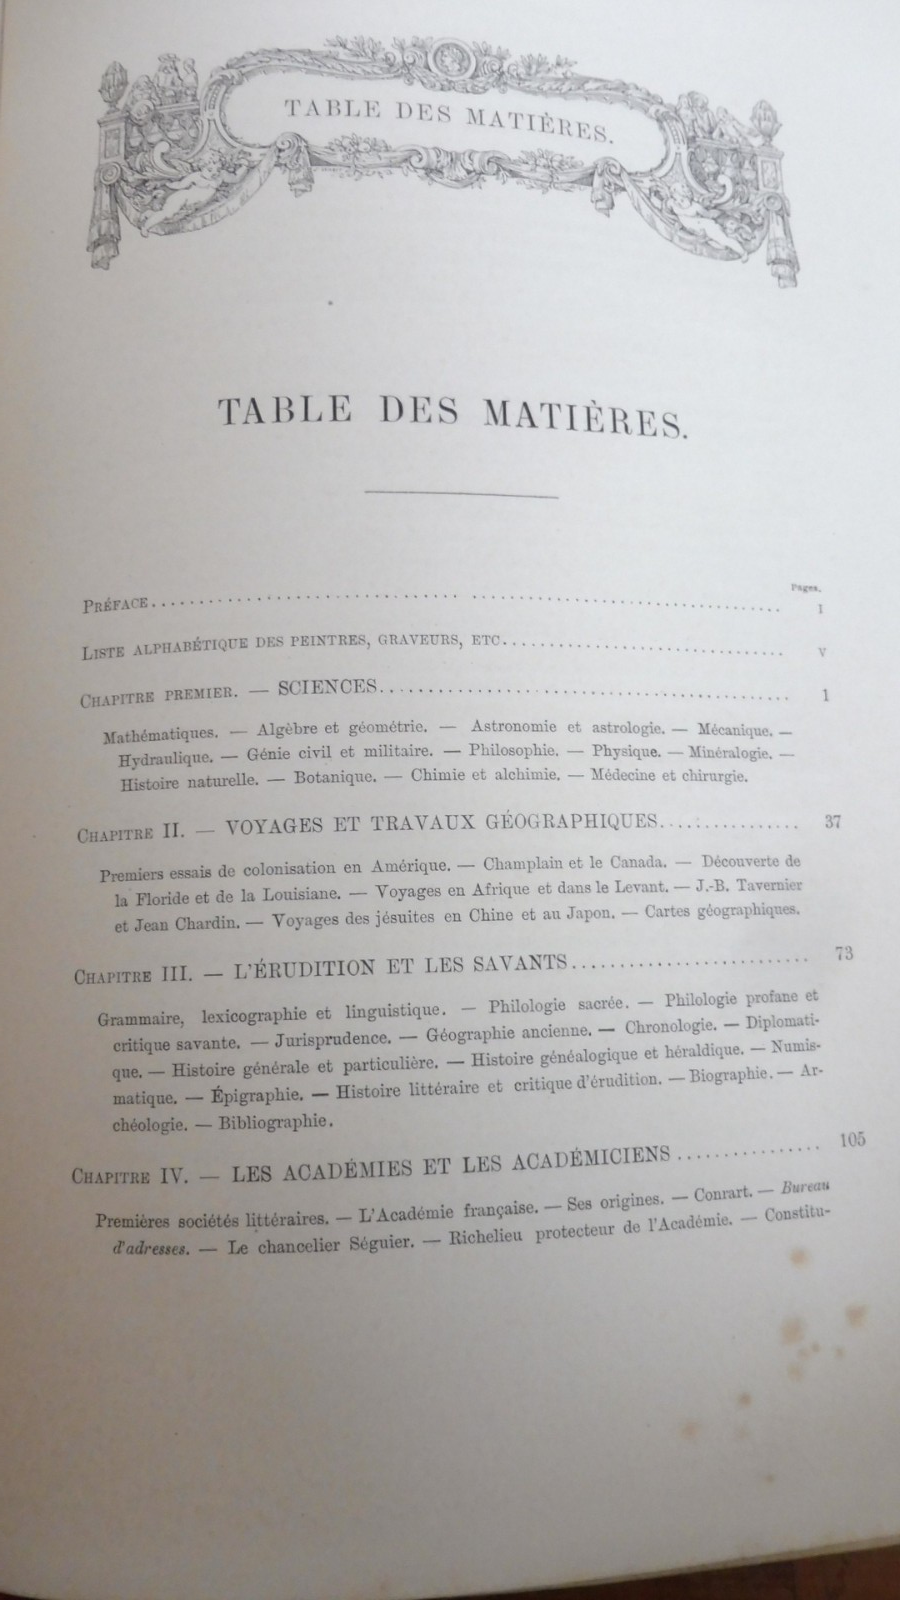 TABLE DES MATIÈRES.
TABLE DES MATIÈRES.
Pages.
PRÉFACE........................................................................ I
LISTE ALPHABÉTIQUE DES PEINTRES, GRAVEURS, ETC................................ V
CHAPITRE PREMIER. — SCIENCES.......................................... 1
Mathématiques. — Algèbre et géométrie. — Astronomie et astrologie. — Mécanique. —
Hydraulique. — Génie civil et militaire. — Philosophie. — Physique. — Minéralogie. —
Histoire naturelle. — Botanique. — Chimie et alchimie. — Médecine et chirurgie.
CHAPITRE II. — VOYAGES ET TRAVAUX GÉOGRAPHIQUES................ 37
Premiers essais de colonisation en Amérique. — Champlain et le Canada. — Découverte de
la Floride et de la Louisiane. — Voyages en Afrique et dans le Levant. — J.-B. Tavernier
et Jean Chardin. — Voyages des jésuites en Chine et au Japon. — Cartes géographiques.
CHAPITRE III. — L'ÉRUDITION ET LES SAVANTS.......................... 73
Grammaire, lexicographie et linguistique. — Philologie sacrée. — Philologie profane et
critique savante. — Jurisprudence. — Géographie ancienne. — Chronologie. — Diplomati-
que. — Histoire générale et particulière. — Histoire généalogique et héraldique. — Numis-
matique. — Épigraphie. — Histoire littéraire et critique d'érudition. — Biographie. — Ar-
chéologie. — Bibliographie.
CHAPITRE IV. — LES ACADÉMIES ET LES ACADÉMICIENS ................ 105
Premières sociétés littéraires. — L'Académie française. — Ses origines. — Conrart. — Bureau
d'adresses. — Le chancelier Séguier. — Richelieu protecteur de l'Académie. — Constitu-